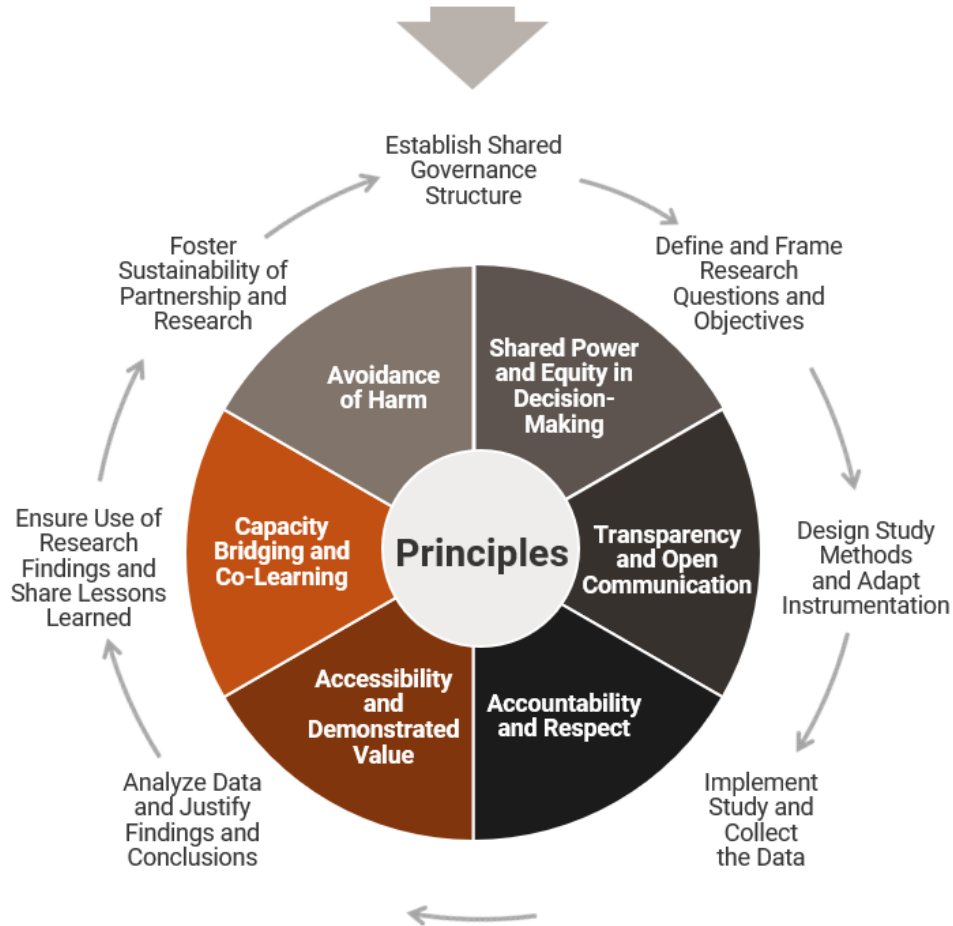 Establish Shared
Governance
Structure
Define and Frame
Research
Questions and
Objectives
Design Study
Methods
and Adapt
Instrumentation
Implement
Study and
Collect
the Data
Analyze Data
and Justify
Findings and
Conclusions
Ensure Use of
Research
Findings and
Share Lessons
Learned
Foster
Sustainability of
Partnership and
Research
Shared Power
and Equity in
Decision-
Making
Transparency
and Open
Communication
Accountability
and Respect
Accessibility
and
Demonstrated
Value
Capacity
Bridging and
Co-Learning
Avoidance
of Harm
Principles